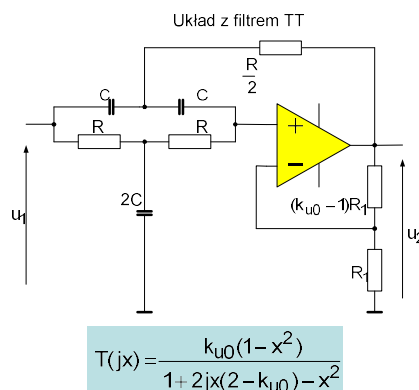 Układ z filtrem TT
R
2
C
C
R
R
+
−
2C
u1
(ku0−1)R1
u2
R1
T(jx) = ku0(1−x²) / 1+2jx(2−ku0)−x²